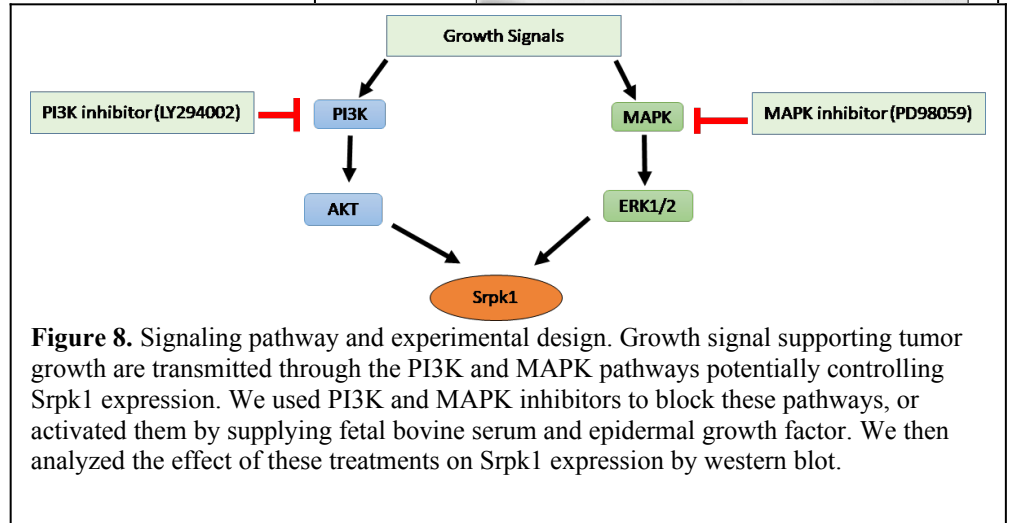 Growth Signals
PI3K inhibitor (LY294002)
PI3K
MAPK
MAPK inhibitor (PD98059)
AKT
ERK1/2
Srpk1
Figure 8. Signaling pathway and experimental design. Growth signal supporting tumor
growth are transmitted through the PI3K and MAPK pathways potentially controlling
Srpk1 expression. We used PI3K and MAPK inhibitors to block these pathways, or
activated them by supplying fetal bovine serum and epidermal growth factor. We then
analyzed the effect of these treatments on Srpk1 expression by western blot.